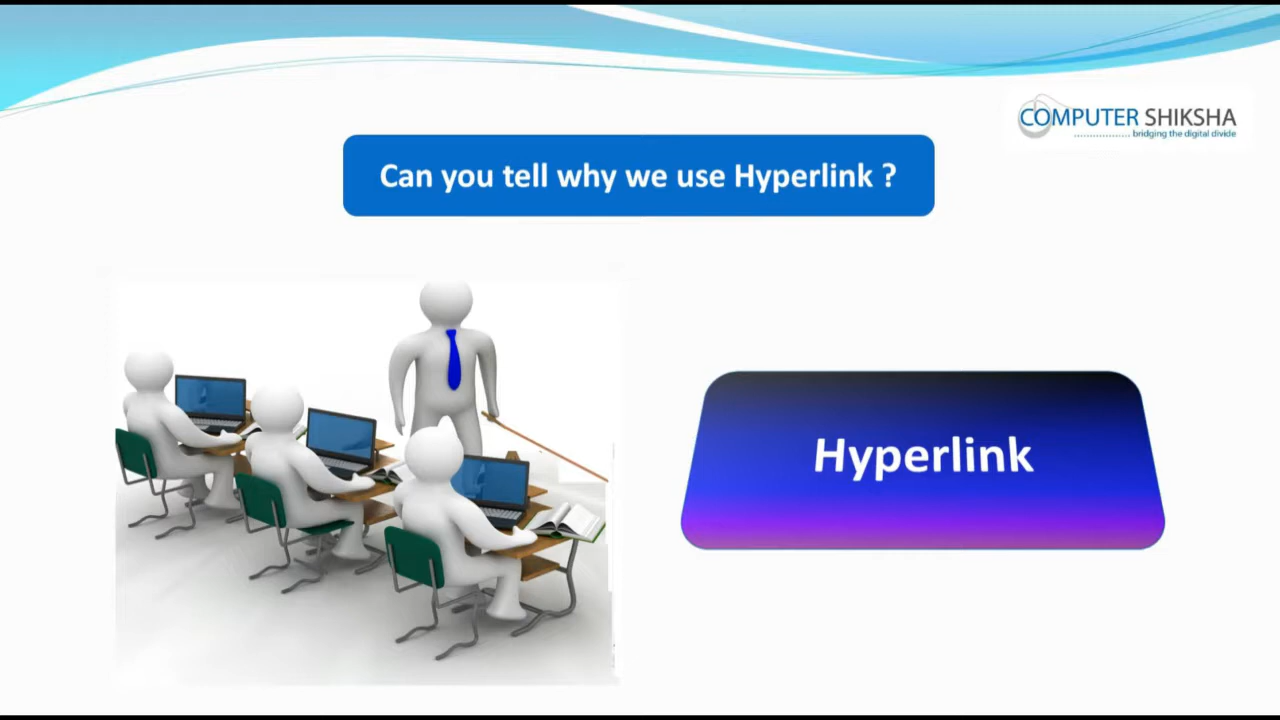 COMPUTER SHIKSHA
bridging the digital divide
Can you tell why we use Hyperlink ?
Hyperlink